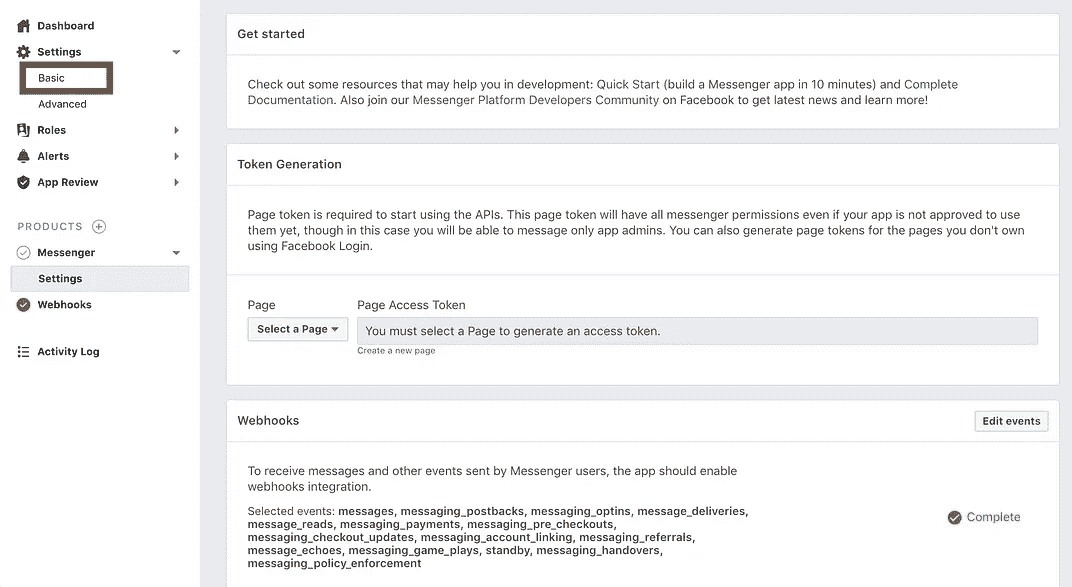 Dashboard
Settings
Basic
Advanced
Roles
Alerts
App Review
PRODUCTS
Messenger
Settings
Webhooks
Activity Log
Get started
Check out some resources that may help you in development: Quick Start (build a Messenger app in 10 minutes) and Complete
Documentation. Also join our Messenger Platform Developers Community on Facebook to get latest news and learn more!
Token Generation
Page token is required to start using the APIs. This page token will have all messenger permissions even if your app is not approved to use
them yet, though in this case you will be able to message only app admins. You can also generate page tokens for the pages you don't own
using Facebook Login.
Page
Select a Page
Page Access Token
You must select a Page to generate an access token.
Create a new page
Webhooks
Edit events
To receive messages and other events sent by Messenger users, the app should enable
webhooks integration.
Selected events: messages, messaging_postbacks, messaging_optins, message_deliveries,
message_reads, messaging_payments, messaging_pre_checkouts,
messaging_checkout_updates, messaging_account_linking, messaging_referrals,
message_echoes, messaging_game_plays, standby, messaging_handovers,
messaging_policy_enforcement
Complete